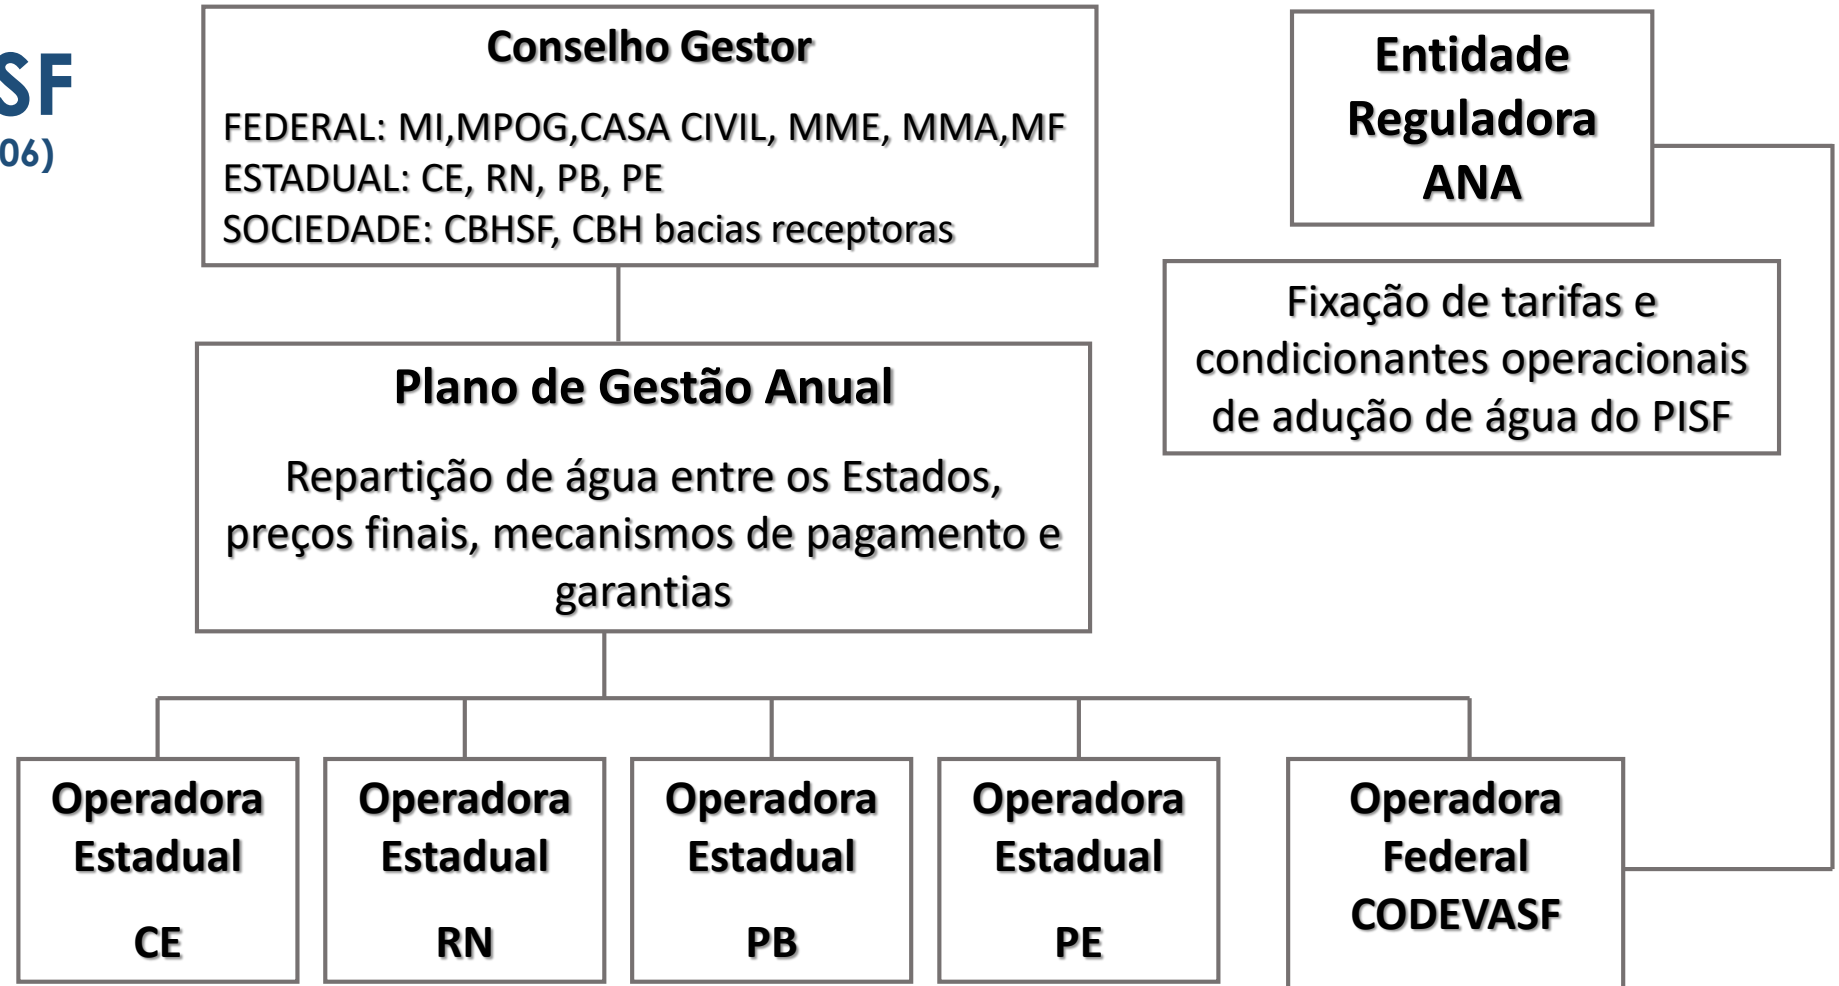 SF
06)
Conselho Gestor
FEDERAL: MI,MPOG,CASA CIVIL, MME, MMA,MF
ESTADUAL: CE, RN, PB, PE
SOCIEDADE: CBHSF, CBH bacias receptoras
Entidade
Reguladora
ANA
Fixação de tarifas e
condicionantes operacionais
de adução de água do PISF
Plano de Gestão Anual
Repartição de água entre os Estados,
preços finais, mecanismos de pagamento e
garantias
Operadora
Estadual
CE
Operadora
Estadual
RN
Operadora
Estadual
PB
Operadora
Estadual
PE
Operadora
Federal
CODEVASF